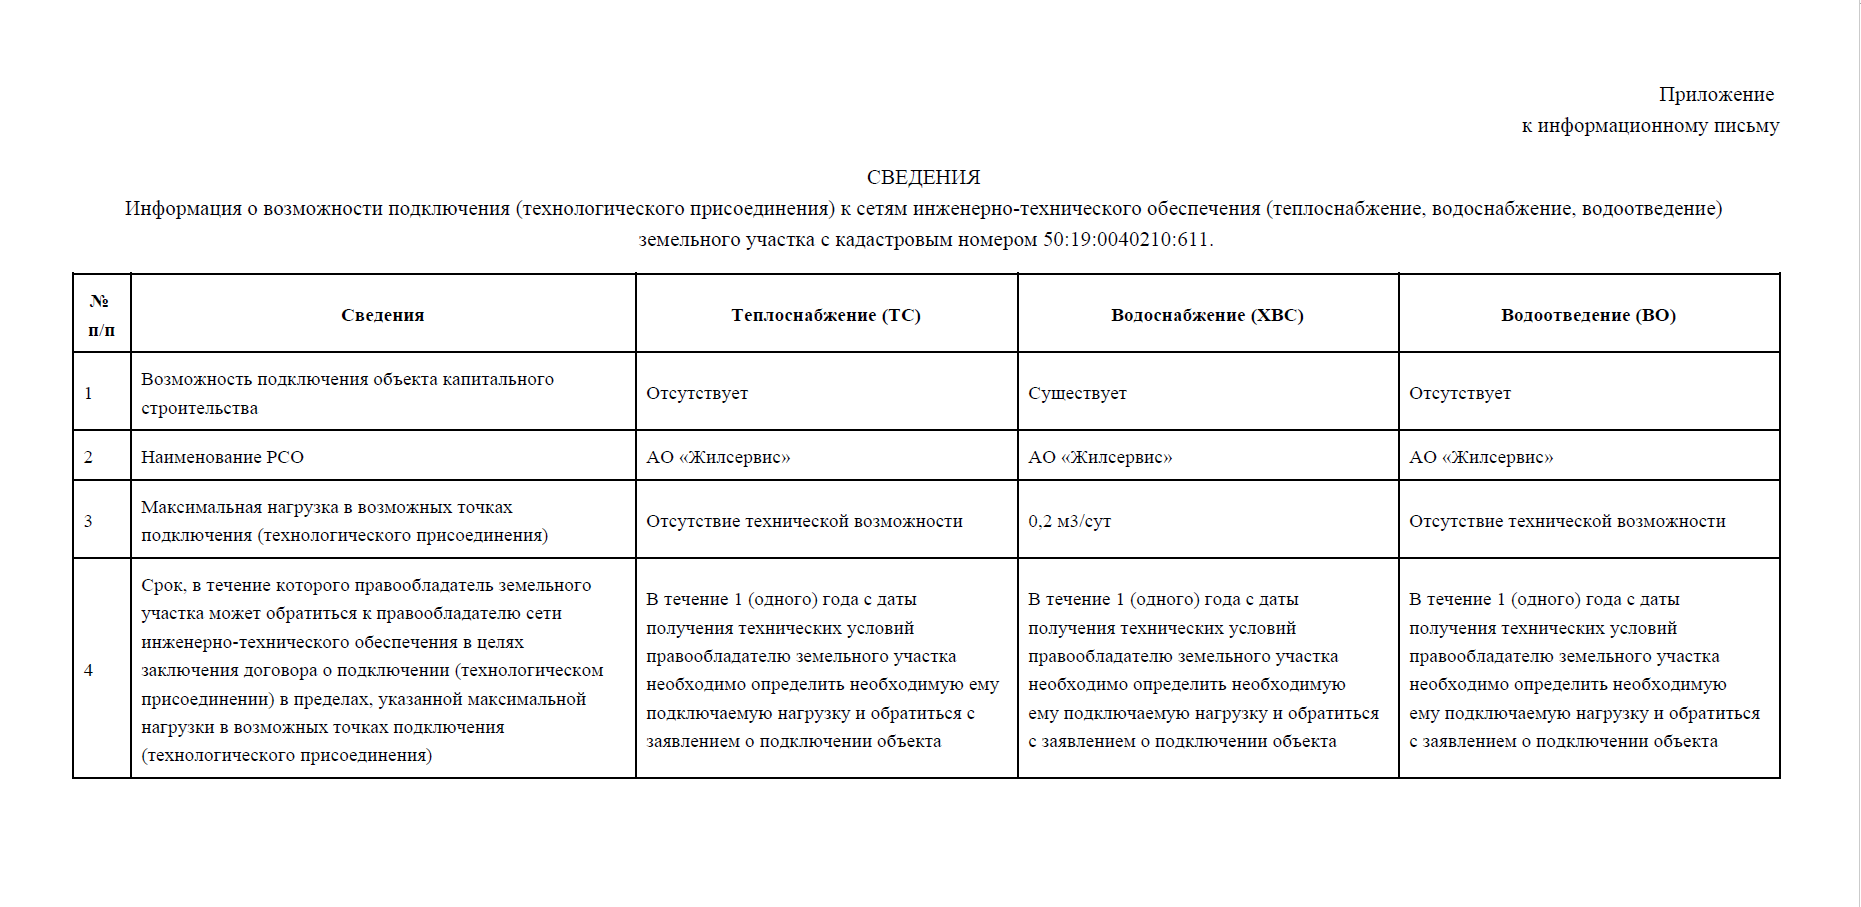 Приложение
к информационному письму
СВЕДЕНИЯ
Информация о возможности подключения (технологического присоединения) к сетям инженерно-технического обеспечения (теплоснабжение, водоснабжение, водоотведение)
земельного участка с кадастровым номером 50:19:0040210:611.
№
п/п
Сведения
Теплоснабжение (ТС)
Водоснабжение (ХВС)
Водоотведение (ВО)
1
Возможность подключения объекта капитального
строительства
Отсутствует
Существует
Отсутствует
2
Наименование РСО
АО «Жилсервис»
АО «Жилсервис»
АО «Жилсервис»
3
Максимальная нагрузка в возможных точках
подключения (технологического присоединения)
Отсутствие технической возможности
0,2 м3/сут
Отсутствие технической возможности
4
Срок, в течение которого правообладатель земельного
участка может обратиться к правообладателю сети
инженерно-технического обеспечения в целях
заключения договора о подключении (технологическом
присоединении) в пределах, указанной максимальной
нагрузки в возможных точках подключения
(технологического присоединения)
В течение 1 (одного) года с даты
получения технических условий
правообладателю земельного участка
необходимо определить необходимую ему
подключаемую нагрузку и обратиться с
заявлением о подключении объекта
В течение 1 (одного) года с даты
получения технических условий
правообладателю земельного участка
необходимо определить необходимую
ему подключаемую нагрузку и обратиться
с заявлением о подключении объекта
В течение 1 (одного) года с даты
получения технических условий
правообладателю земельного участка
необходимо определить необходимую
ему подключаемую нагрузку и обратиться
с заявлением о подключении объекта